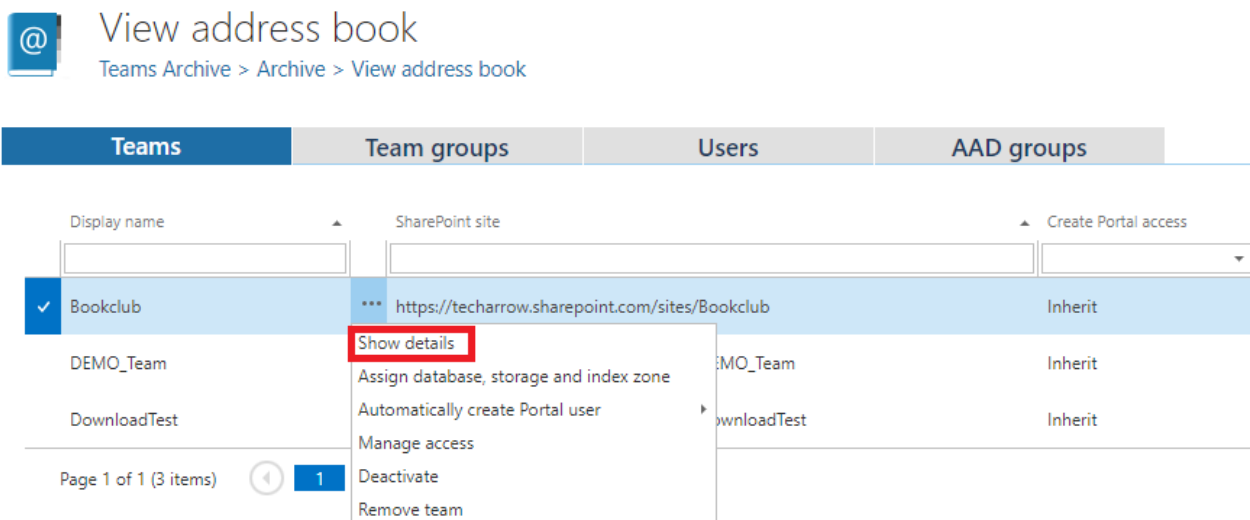 @
View address book
Teams Archive > Archive > View address book
Teams Team groups Users AAD groups
Display name SharePoint site Create Portal access
Bookclub ••• https://techarrow.sharepoint.com/sites/Bookclub Inherit
Show details
DEMO_Team MO_Team Inherit
Assign database, storage and index zone
Automatically create Portal user
DownloadTest wnloadTest Inherit
Manage access
Page 1 of 1 (3 items) 1 Deactivate
Remove team